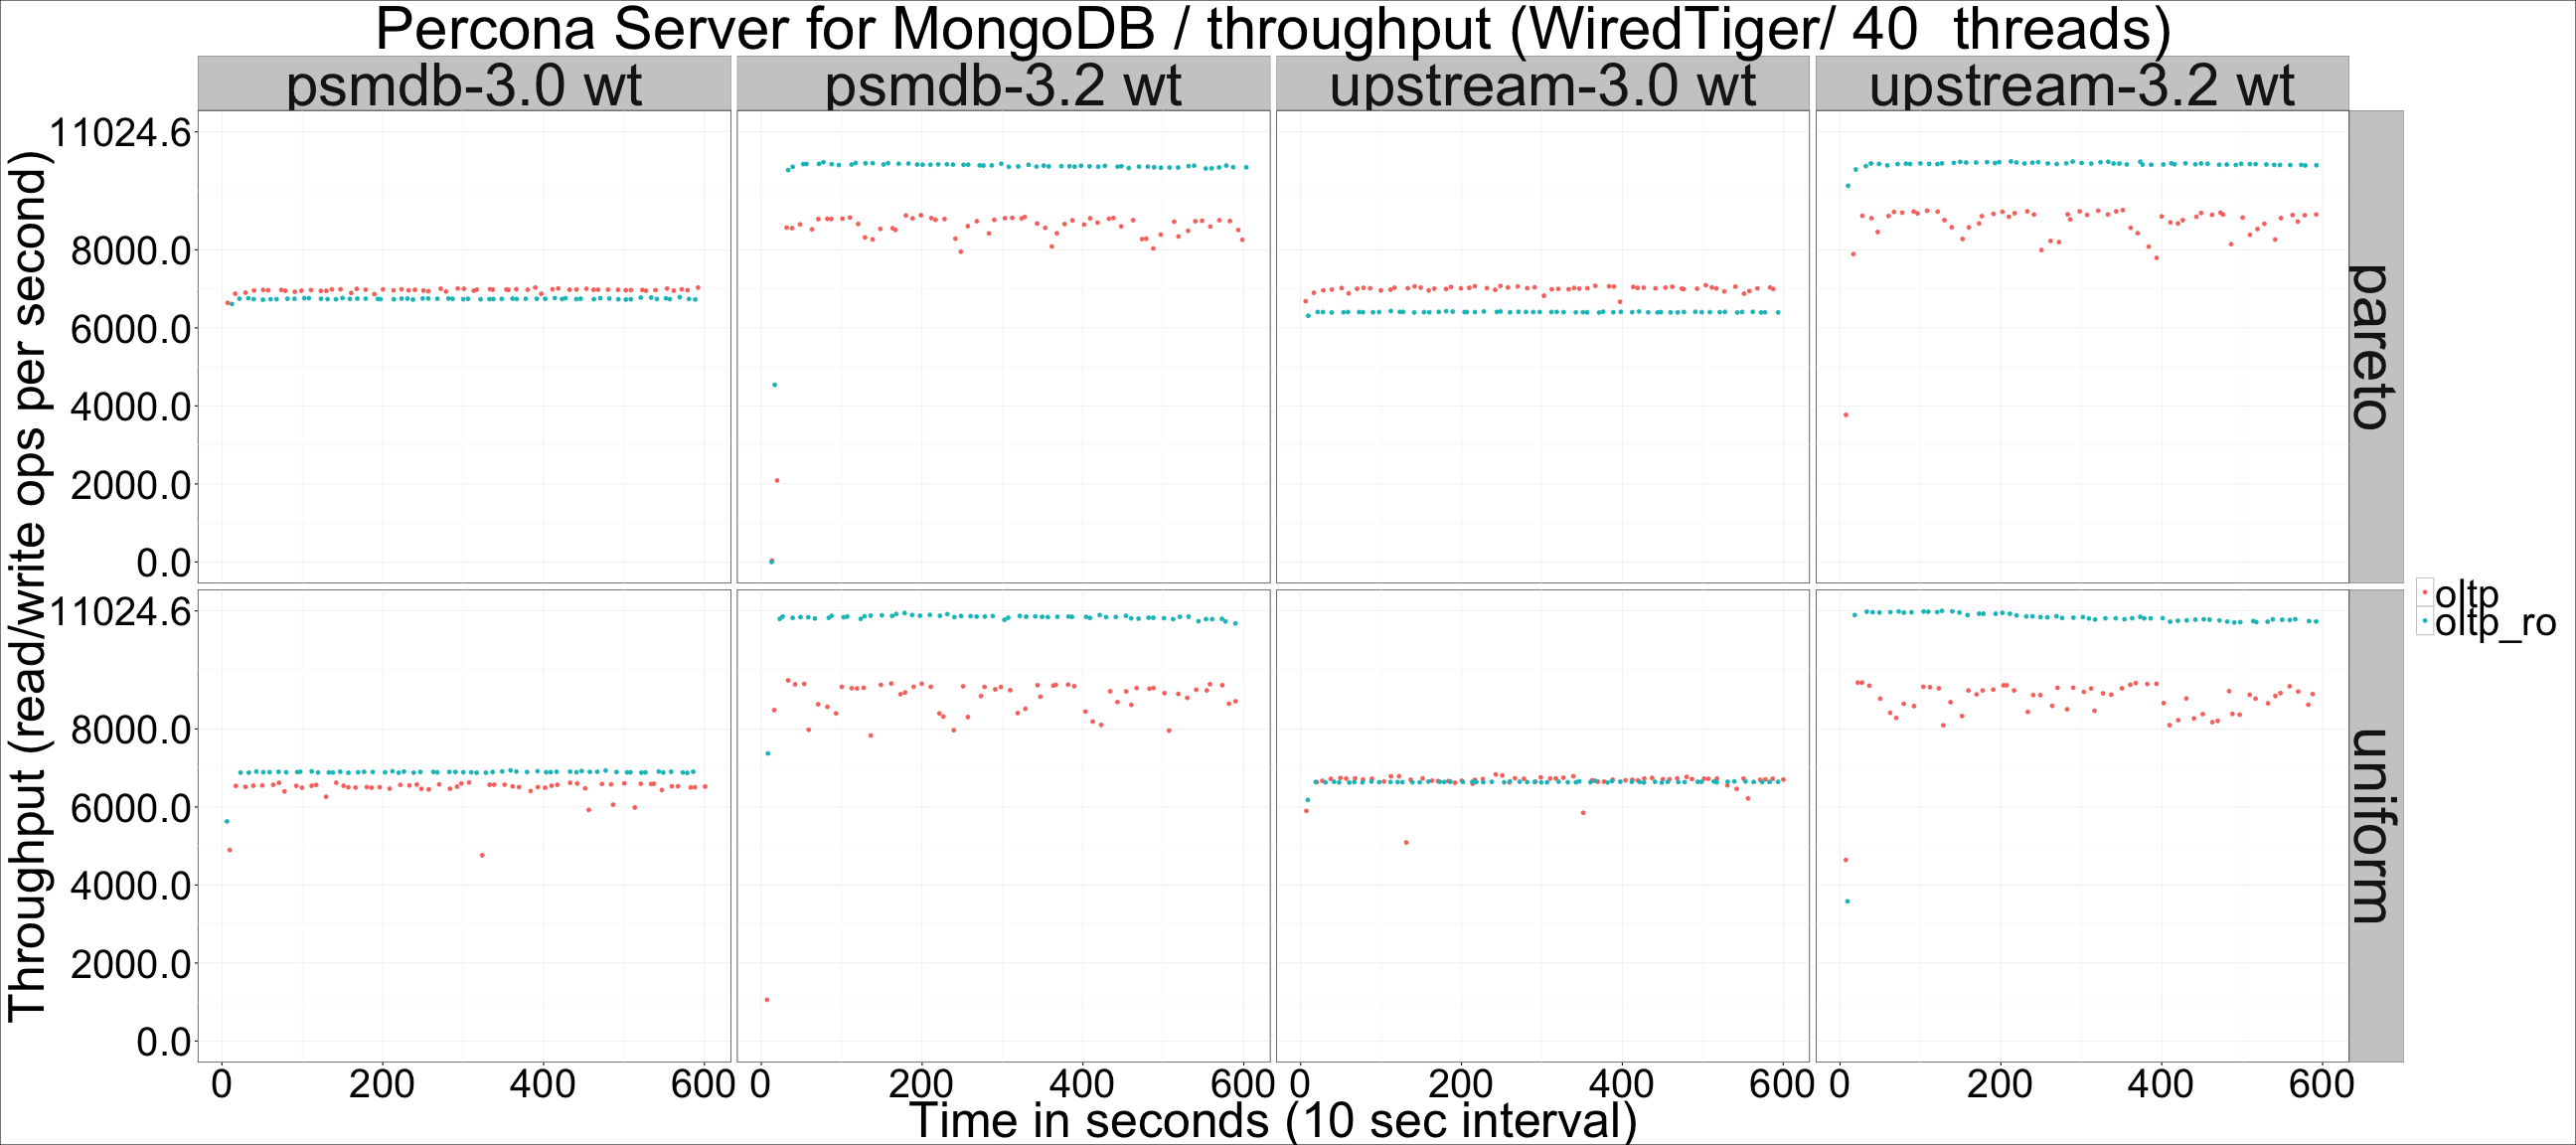 Percona Server for MongoDB / throughput (WiredTiger/ 40  threads)
psmdb-3.0 wt
psmdb-3.2 wt
upstream-3.0 wt
upstream-3.2 wt
Throughput (read/write ops per second)
11024.6
8000.0
6000.0
4000.0
2000.0
0.0
pareto
11024.6
8000.0
6000.0
4000.0
2000.0
0.0
uniform
oltp
oltp_ro
0 200 400 600
0 200 400 600
0 200 400 600
0 200 400 600
Time in seconds (10 sec interval)